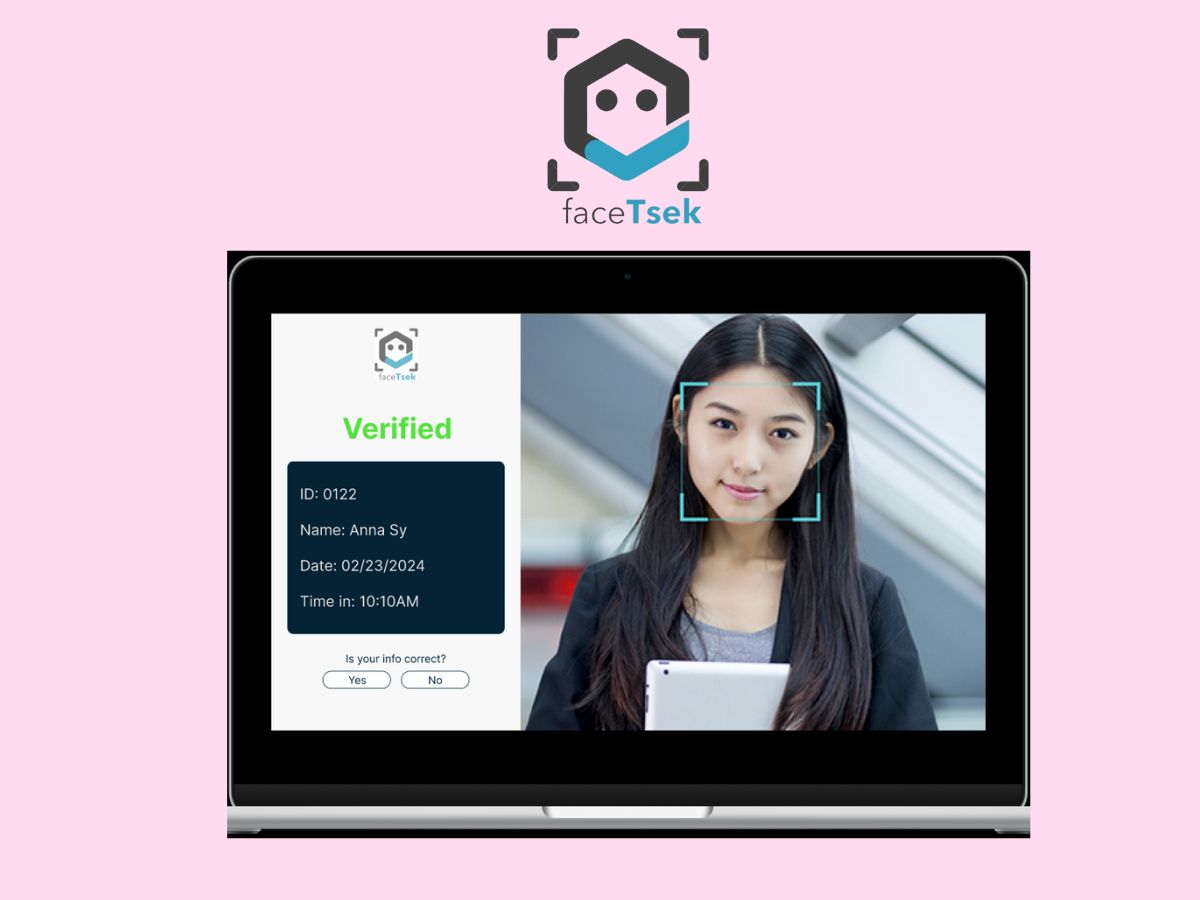 faceTsek
faceTsek
Verified
ID: 0122
Name: Anna Sy
Date: 02/23/2024
Time in: 10:10AM
Is your info correct?
Yes No